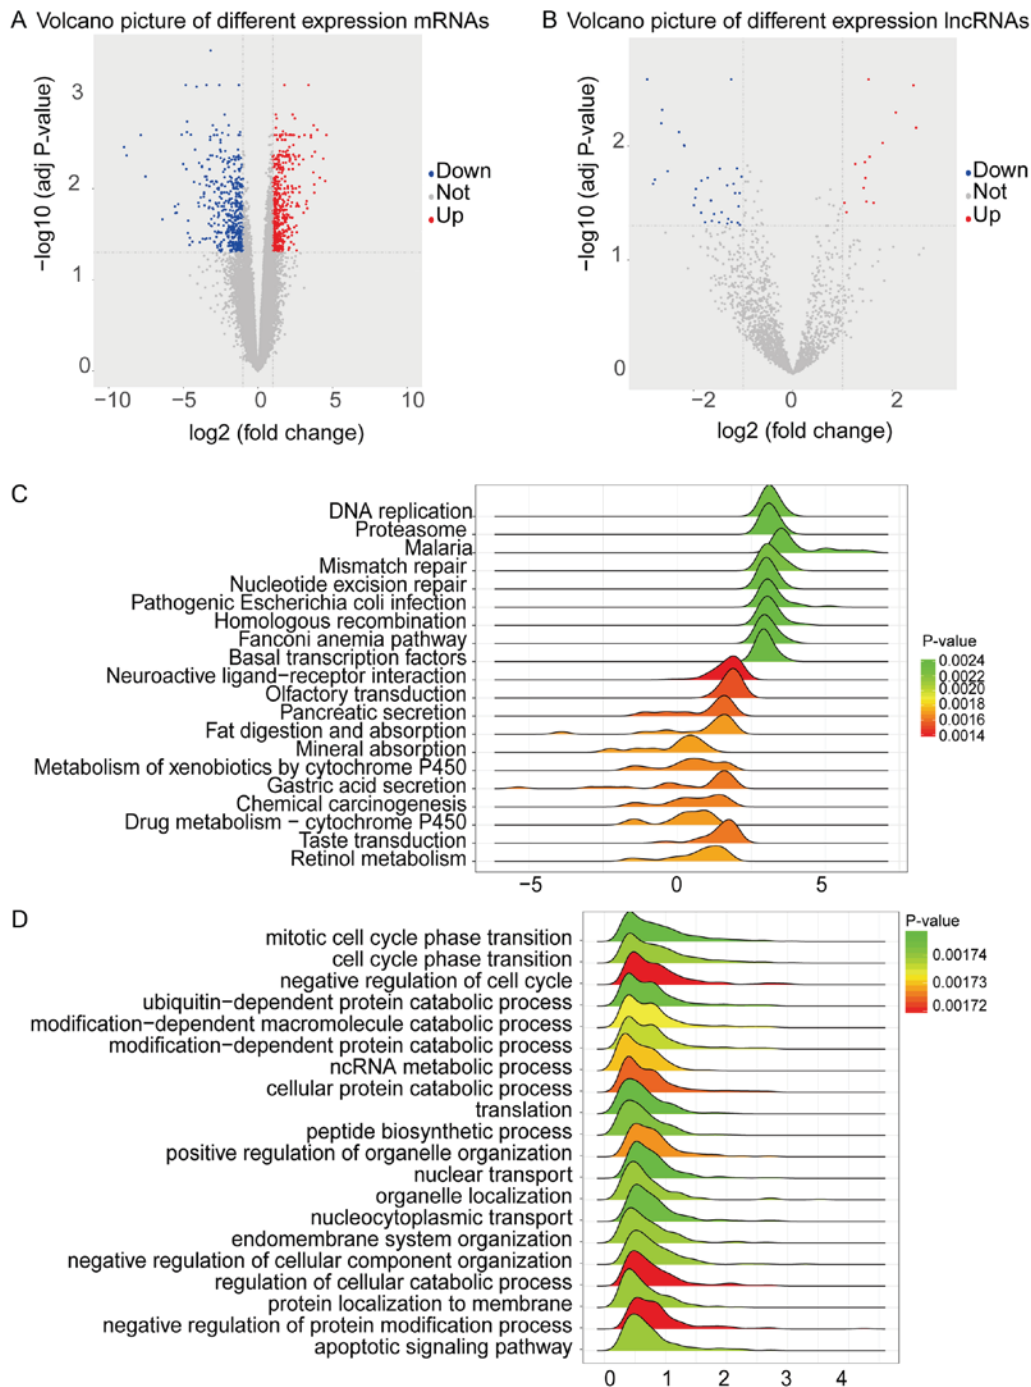 A Volcano picture of different expression mRNAs
−log10 (adj P-value)
3
2
1
0
−10
−5
0
5
10
log2 (fold change)
Down
Not
Up
B Volcano picture of different expression lncRNAs
−log10 (adj P-value)
2
1
0
−2
0
2
log2 (fold change)
Down
Not
Up
C
DNA replication
Proteasome
Malaria
Mismatch repair
Nucleotide excision repair
Pathogenic Escherichia coli infection
Homologous recombination
Fanconi anemia pathway
Basal transcription factors
Neuroactive ligand−receptor interaction
Olfactory transduction
Pancreatic secretion
Fat digestion and absorption
Mineral absorption
Metabolism of xenobiotics by cytochrome P450
Gastric acid secretion
Chemical carcinogenesis
Drug metabolism − cytochrome P450
Taste transduction
Retinol metabolism
−5
0
5
P-value
0.0024
0.0022
0.0020
0.0018
0.0016
0.0014
D
mitotic cell cycle phase transition
cell cycle phase transition
negative regulation of cell cycle
ubiquitin−dependent protein catabolic process
modification−dependent macromolecule catabolic process
modification−dependent protein catabolic process
ncRNA metabolic process
cellular protein catabolic process
translation
peptide biosynthetic process
positive regulation of organelle organization
nuclear transport
organelle localization
nucleocytoplasmic transport
endomembrane system organization
negative regulation of cellular component organization
regulation of cellular catabolic process
protein localization to membrane
negative regulation of protein modification process
apoptotic signaling pathway
0
1
2
3
4
P-value
0.00174
0.00173
0.00172